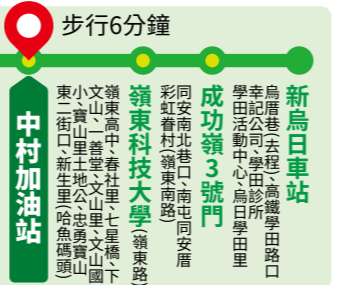 步行6分鐘
新烏日車站
烏厝巷(去程)、高鐵學田路口
幸記公司、學田診所
學田活動中心、烏日學田里
成功嶺3號門
同安南北巷口、南屯同安厝
彩虹眷村(嶺東南路)
嶺東科技大學(嶺東路)
嶺東高中、春社里、七星橋、下
文山、一善堂、文山里、文山國
小、寶山里土地公、忠勇寶山
東二街口、新生里(哈魚碼頭)
中村加油站